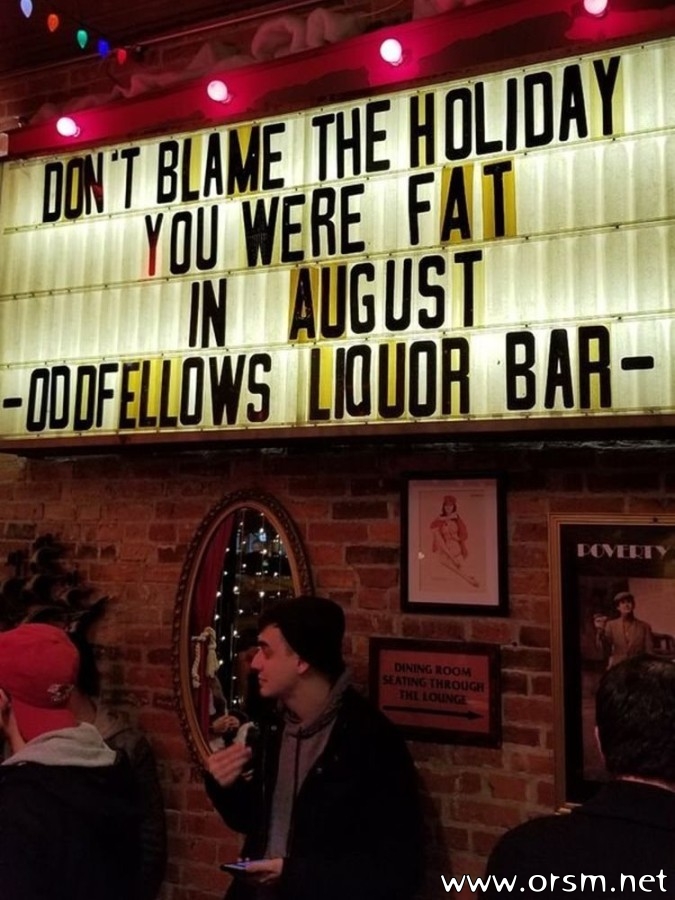 DON'T BLAME THE HOLIDAY
YOU WERE FAT
IN AUGUST
-ODDFELLOWS LIQUOR BAR-
POVERTY
DINING ROOM
SEATING THROUGH
THE LOUNGE
www.orsm.net